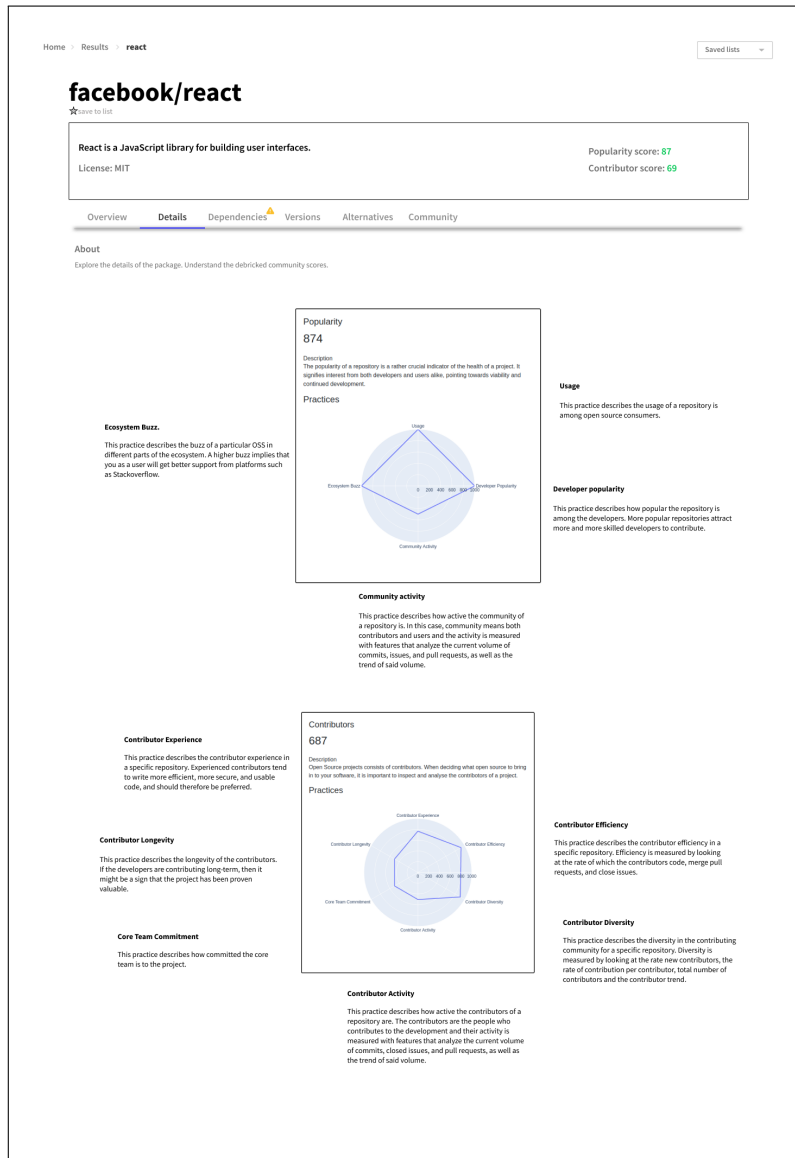 Home > Results > react
Saved lists
facebook/react
save to list
React is a JavaScript library for building user interfaces.
License: MIT
Popularity score: 87
Contributor score: 69
Overview Details Dependencies Versions Alternatives Community
About
Explore the details of the package. Understand the debricked community scores.
Popularity
874
Description
The popularity of a repository is a rather crucial indicator of the health of a project. It
signifies interest from both developers and users alike, pointing towards viability and
continued development.
Practices
Usage
Ecosystem Buzz
0 200 400 600 800 1000
Developer Popularity
Community Activity
Ecosystem Buzz.
This practice describes the buzz of a particular OSS in
different parts of the ecosystem. A higher buzz implies that
you as a user will get better support from platforms such
as Stackoverflow.
Usage
This practice describes the usage of a repository is
among open source consumers.
Developer popularity
This practice describes how popular the repository is
among the developers. More popular repositories attract
more and more skilled developers to contribute.
Community activity
This practice describes how active the community of
a repository is. In this case, community means both
contributors and users and the activity is measured
with features that analyze the current volume of
commits, issues, and pull requests, as well as the
trend of said volume.
Contributors
687
Description
Open Source projects consists of contributors. When deciding what open source to bring
in to your software, it is important to inspect and analyse the contributors of a project.
Practices
Contributor Experience
Contributor Longevity
Contributor Efficiency
0 200 400 600 800 1000
Core Team Commitment
Contributor Diversity
Contributor Activity
Contributor Experience
This practice describes the contributor experience in
a specific repository. Experienced contributors tend
to write more efficient, more secure, and usable
code, and should therefore be preferred.
Contributor Longevity
This practice describes the longevity of the contributors.
If the developers are contributing long-term, then it
might be a sign that the project has been proven
valuable.
Core Team Commitment
This practice describes how committed the core
team is to the project.
Contributor Efficiency
This practice describes the contributor efficiency in a
specific repository. Efficiency is measured by looking
at the rate of which the contributors code, merge pull
requests, and close issues.
Contributor Diversity
This practice describes the diversity in the contributing
community for a specific repository. Diversity is
measured by looking at the rate new contributors, the
rate of contribution per contributor, total number of
contributors and the contributor trend.
Contributor Activity
This practice describes how active the contributors of a
repository are. The contributors are the people who
contributes to the development and their activity is
measured with features that analyze the current volume
of commits, closed issues, and pull requests, as well as
the trend of said volume.